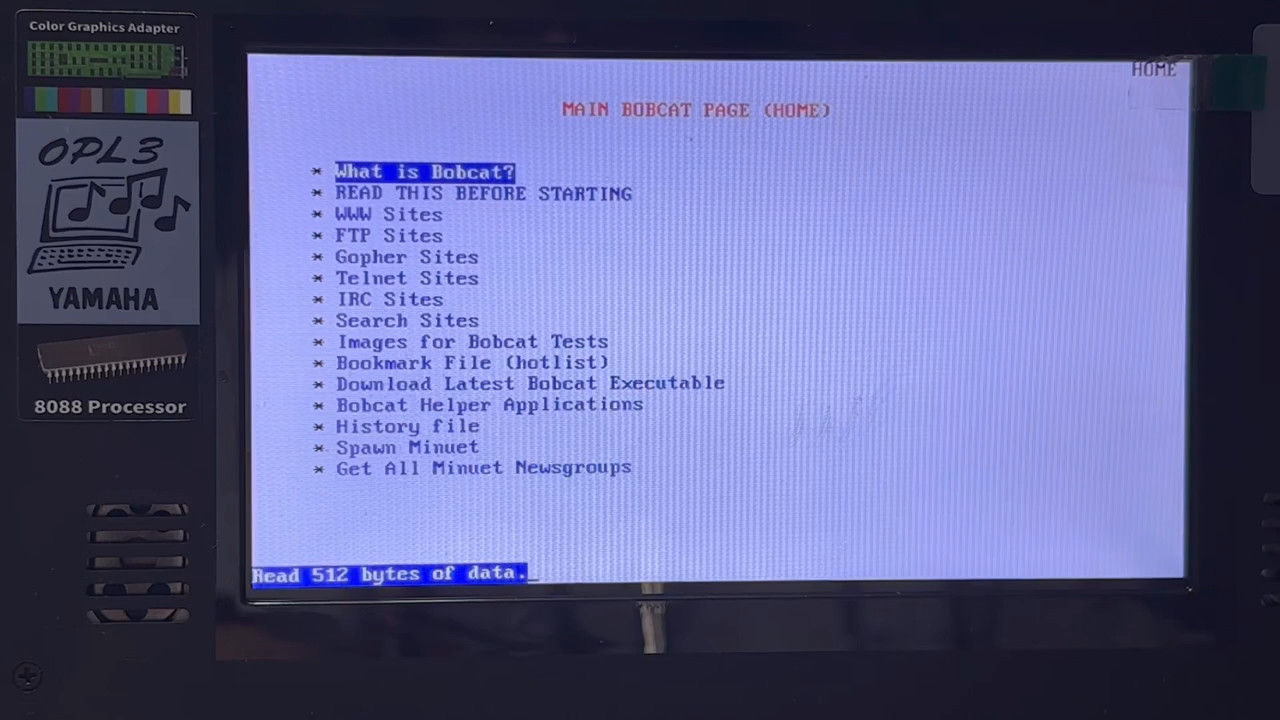 Color Graphics Adapter
OPL3
YAMAHA
8088 Processor
HOME
MAIN BOBCAT PAGE (HOME)
* What is Bobcat?
* READ THIS BEFORE STARTING
* WWW Sites
* FTP Sites
* Gopher Sites
* Telnet Sites
* IRC Sites
* Search Sites
* Images for Bobcat Tests
* Bookmark File (hotlist)
* Download Latest Bobcat Executable
* Bobcat Helper Applications
* History file
* Spawn Minuet
* Get All Minuet Newsgroups
Read 512 bytes of data._